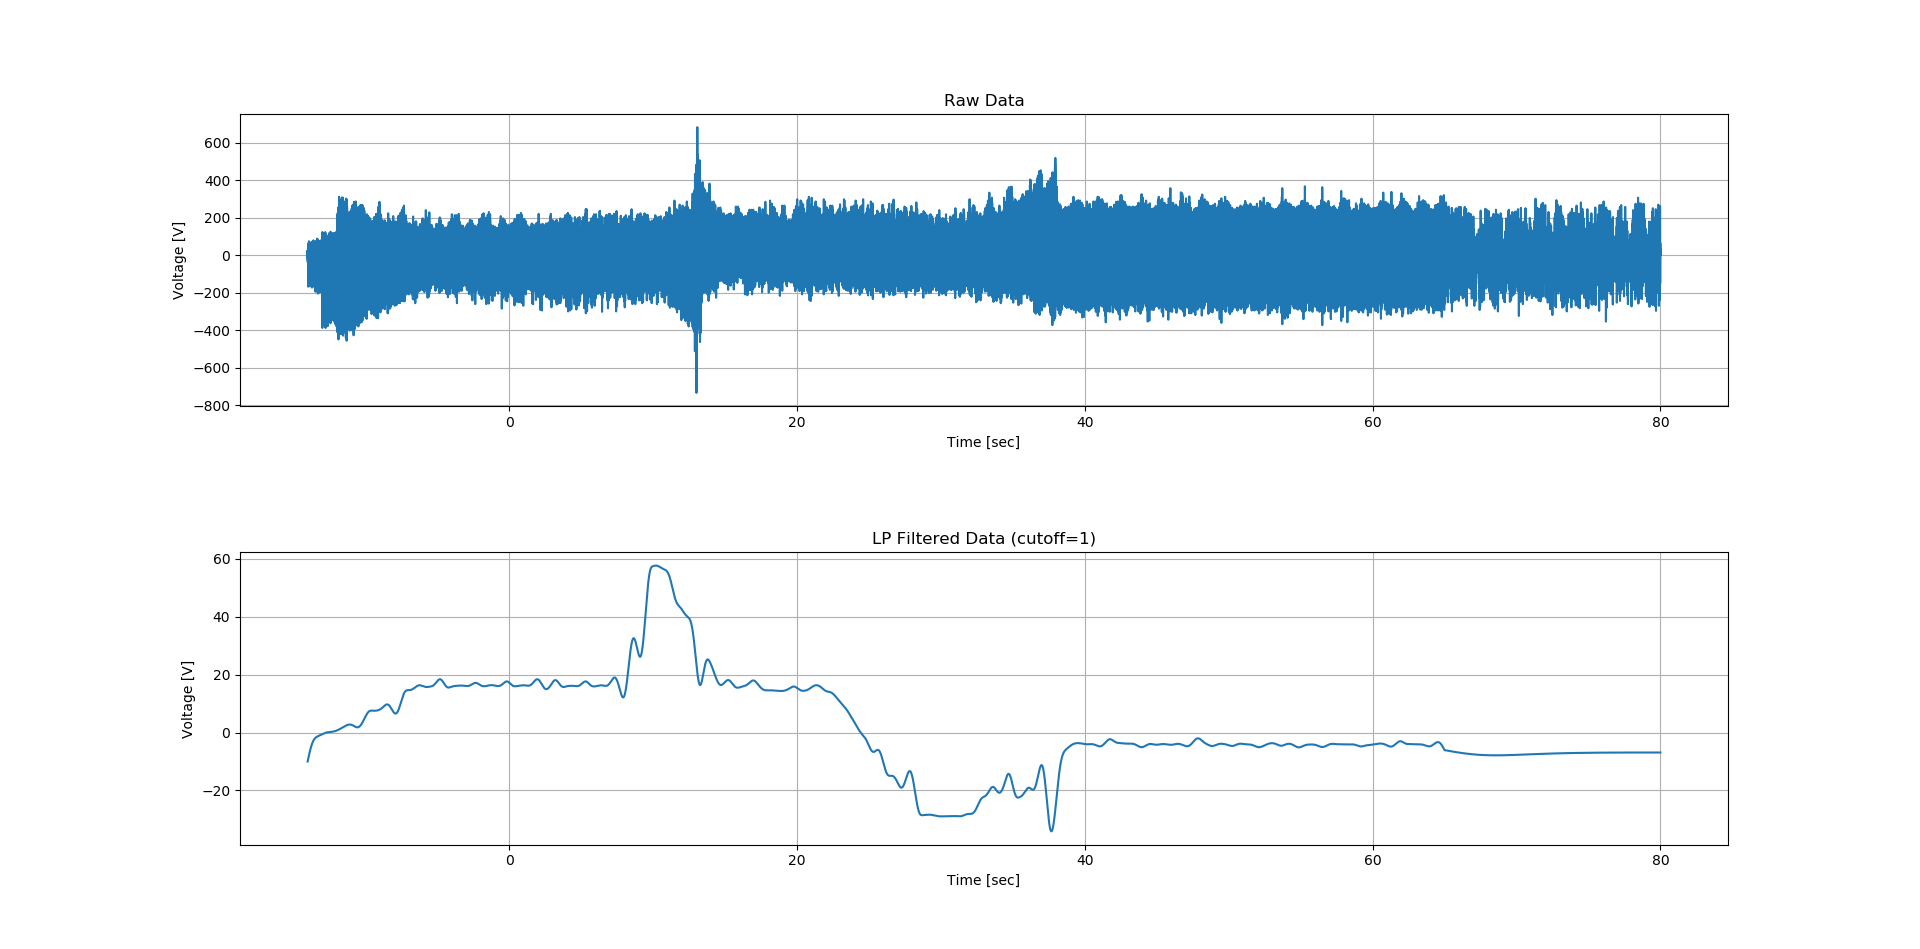 Raw Data
600
400
200
0
−200
−400
−600
−800
Voltage [V]
0 20 40 60 80
Time [sec]
LP Filtered Data (cutoff=1)
60
40
20
0
−20
Voltage [V]
0 20 40 60 80
Time [sec]